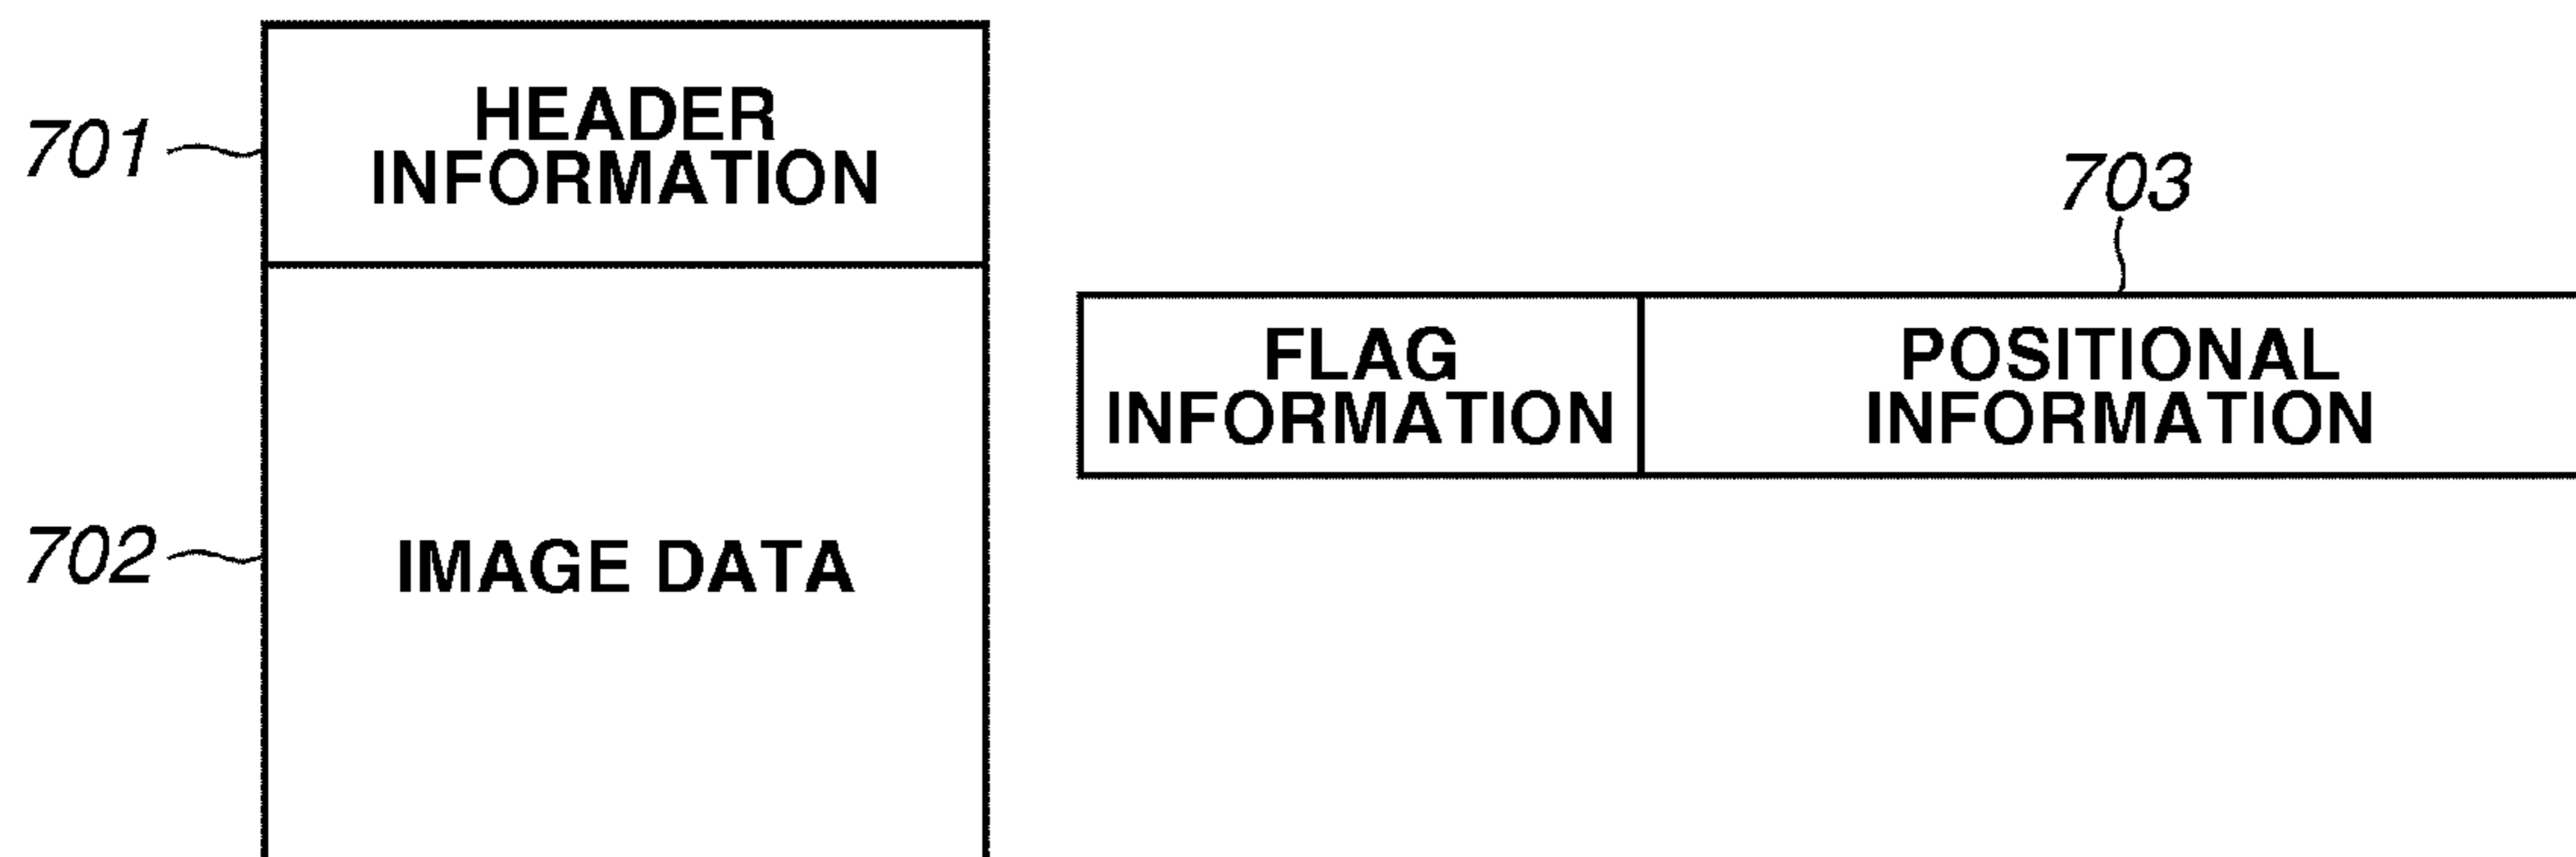 701
HEADER
INFORMATION
702
IMAGE DATA
703
FLAG
INFORMATION
POSITIONAL
INFORMATION